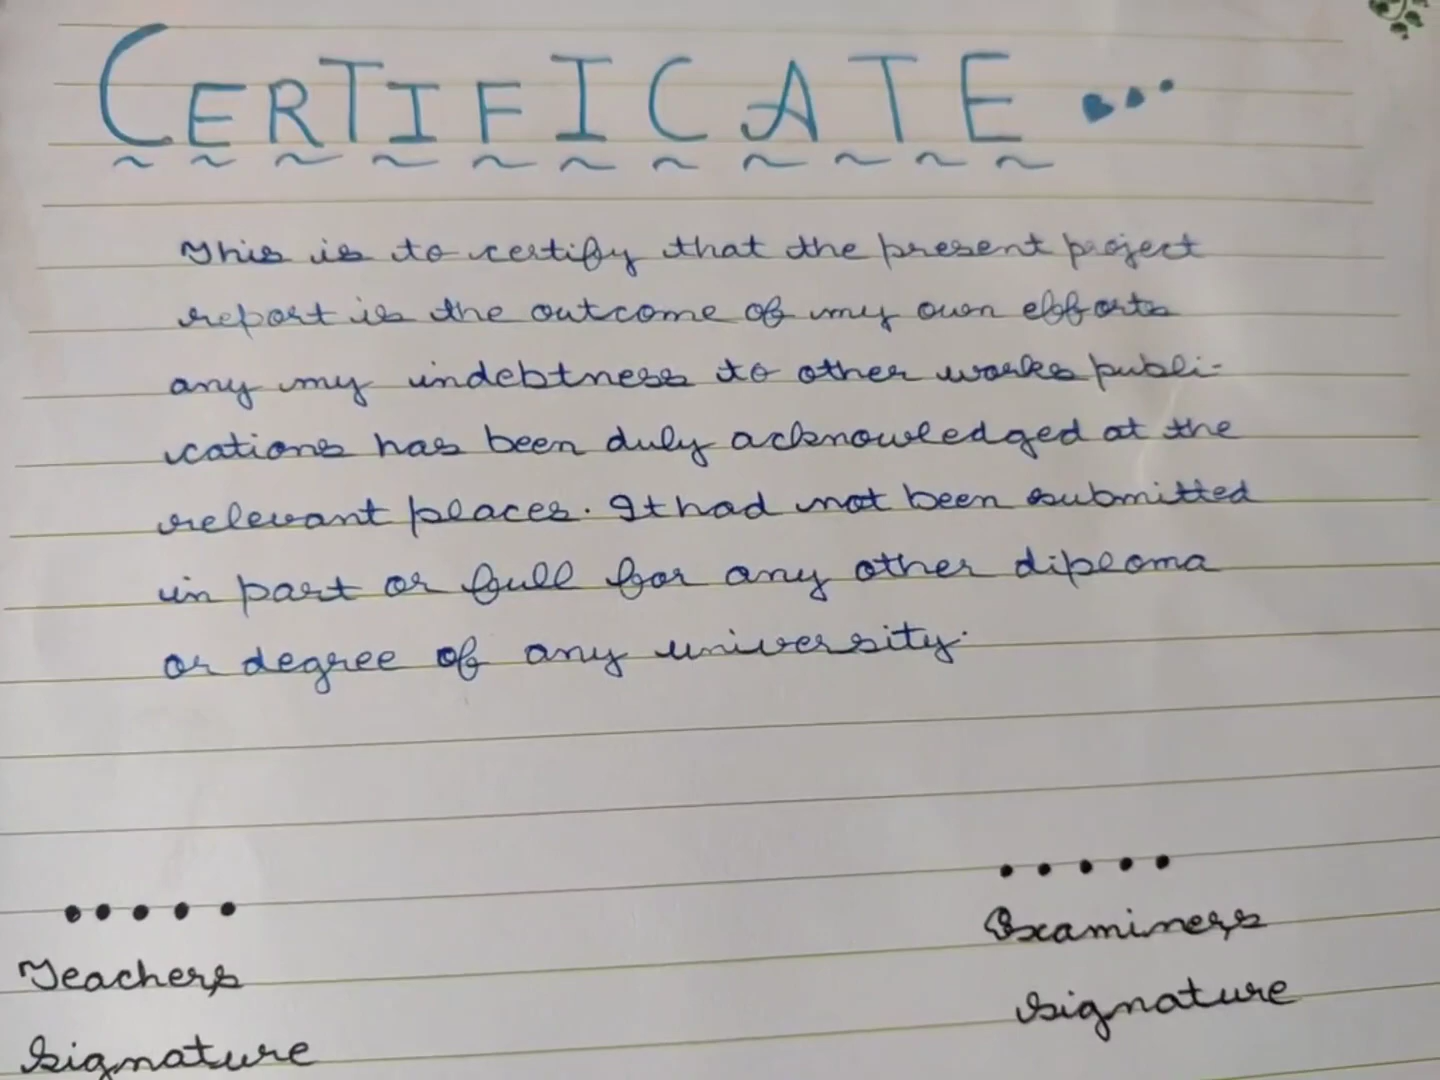 CERTIFICATE...
This is to certify that the present project
report is the outcome of my own efforts
any my indebtness to other works publi-
cations has been duly acknowledged at the
relevant places. It had not been submitted
in part or full for any other diploma
or degree of any university.
.....
.....
Teachers
Examiners
Signature
Signature